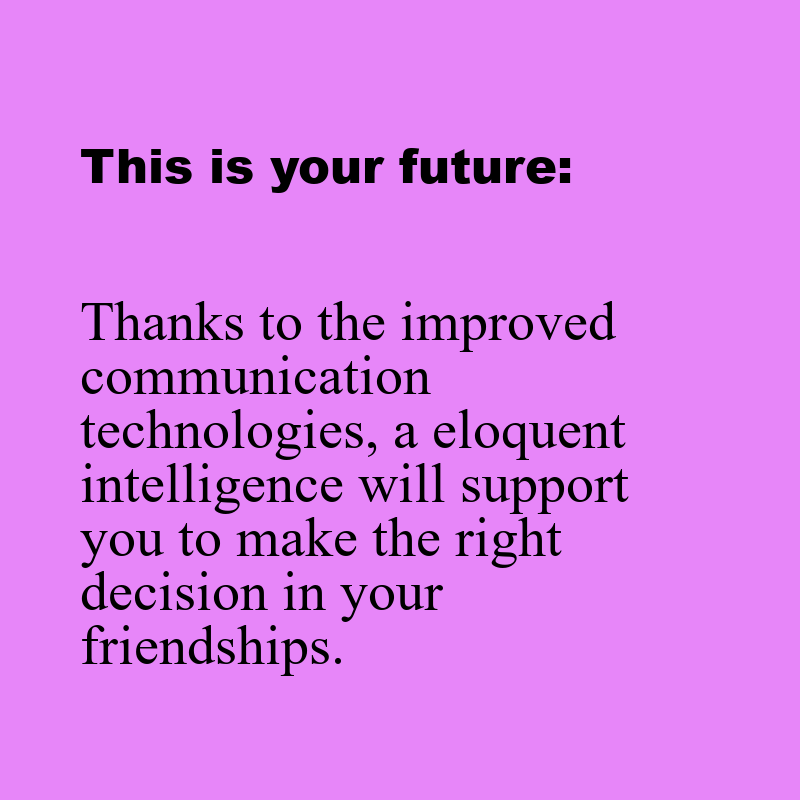 This is your future:
Thanks to the improved
communication
technologies, a eloquent
intelligence will support
you to make the right
decision in your
friendships.